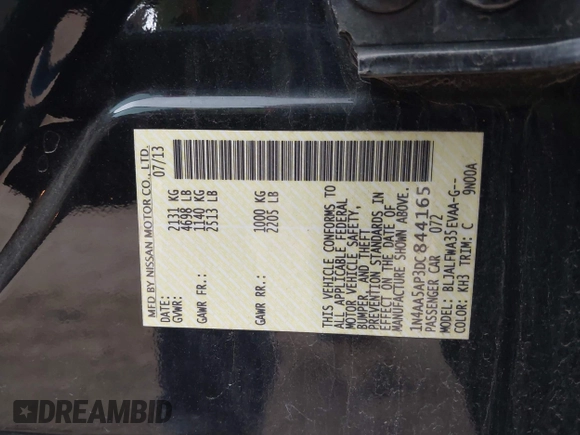 MFD BY NISSAN MOTOR CO., LTD.
DATE: 07/13
GVWR: 2131 KG
4698 LB
GAWR FR.: 1140 KG
2513 LB
GAWR RR.: 1000 KG
2205 LB
THIS VEHICLE CONFORMS TO
ALL APPLICABLE FEDERAL
MOTOR VEHICLE SAFETY,
BUMPER, AND THEFT
PREVENTION STANDARDS IN
EFFECT ON THE DATE OF
MANUFACTURE SHOWN ABOVE.
1N4AA5AP3DC844165
PASSENGER CAR 072
MODEL: BLJALFWA35EVAA-G--
COLOR: KH3 TRIM: C 9N00A
DREAMBID